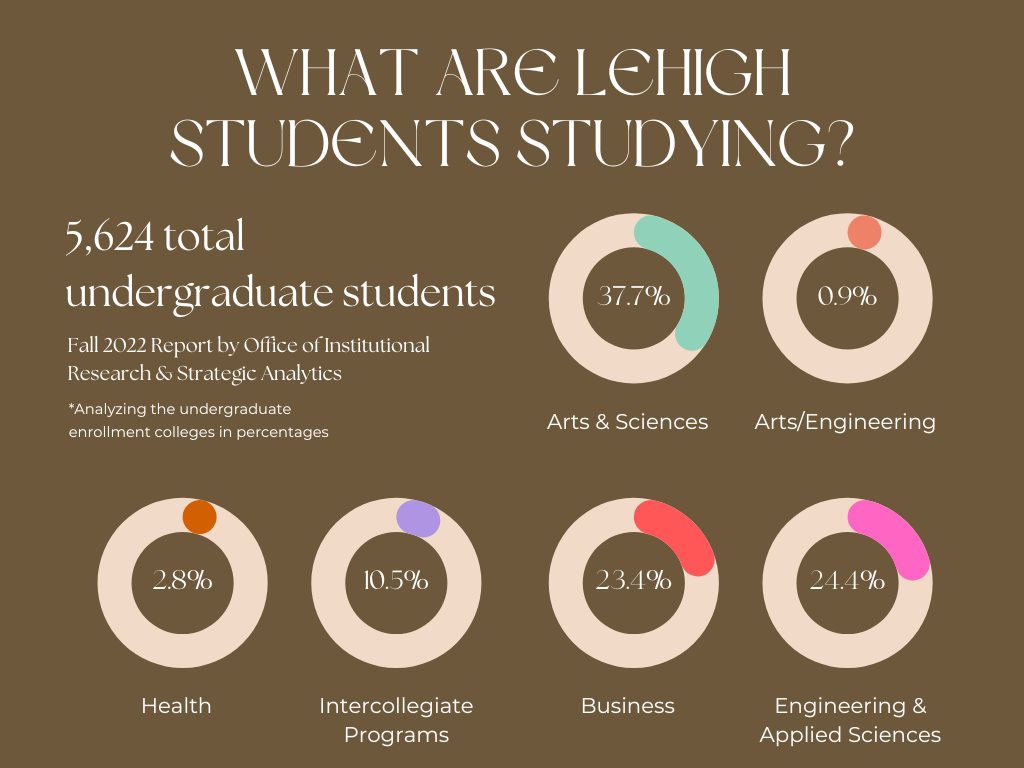 WHAT ARE LEHIGH
STUDENTS STUDYING?
5,624 total
undergraduate students
Fall 2022 Report by Office of Institutional
Research & Strategic Analytics
*Analyzing the undergraduate
enrollment colleges in percentages
37.7%
Arts & Sciences
0.9%
Arts/Engineering
2.8%
Health
10.5%
Intercollegiate
Programs
23.4%
Business
24.4%
Engineering &
Applied Sciences